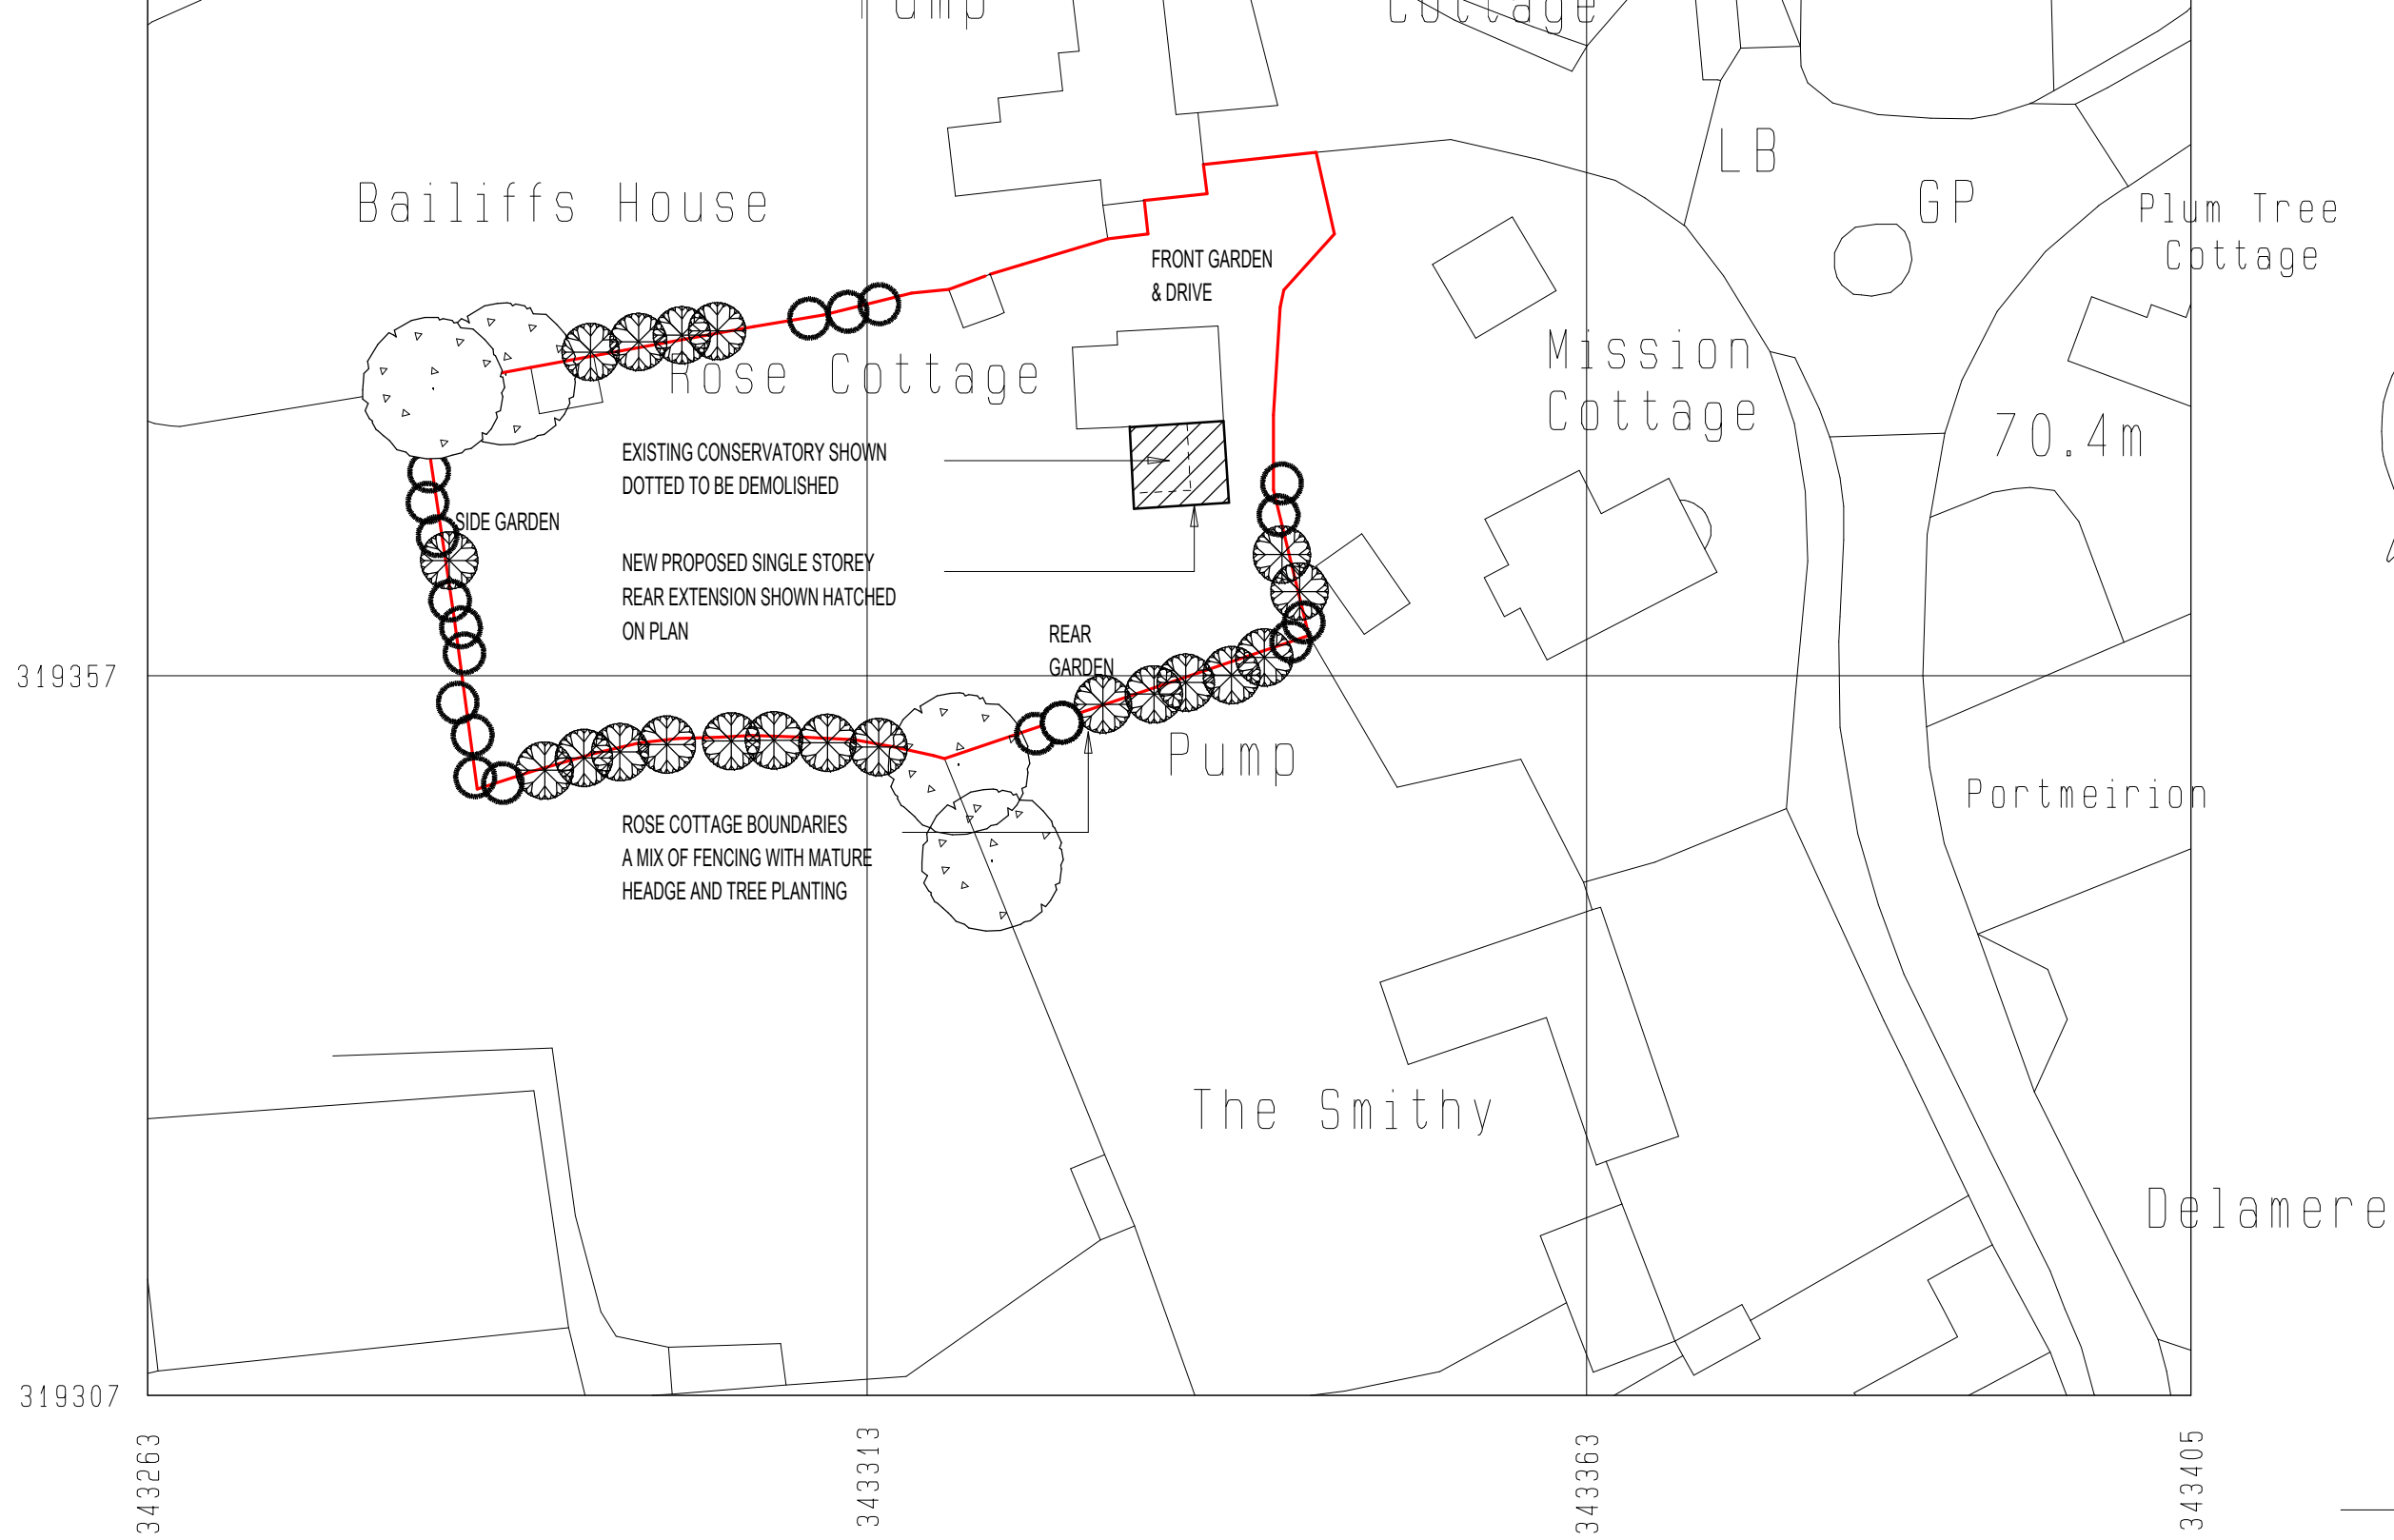 Pump
Cottage
LB
Bailiffs House
GP
Plum Tree
Cottage
FRONT GARDEN
& DRIVE
Mission
Cottage
Rose Cottage
70.4m
EXISTING CONSERVATORY SHOWN
DOTTED TO BE DEMOLISHED
SIDE GARDEN
NEW PROPOSED SINGLE STOREY
REAR EXTENSION SHOWN HATCHED
ON PLAN
REAR
GARDEN
319357
Pump
Portmeirion
ROSE COTTAGE BOUNDARIES
A MIX OF FENCING WITH MATURE
HEADGE AND TREE PLANTING
The Smithy
Delamere
319307
343263
343313
343363
343405